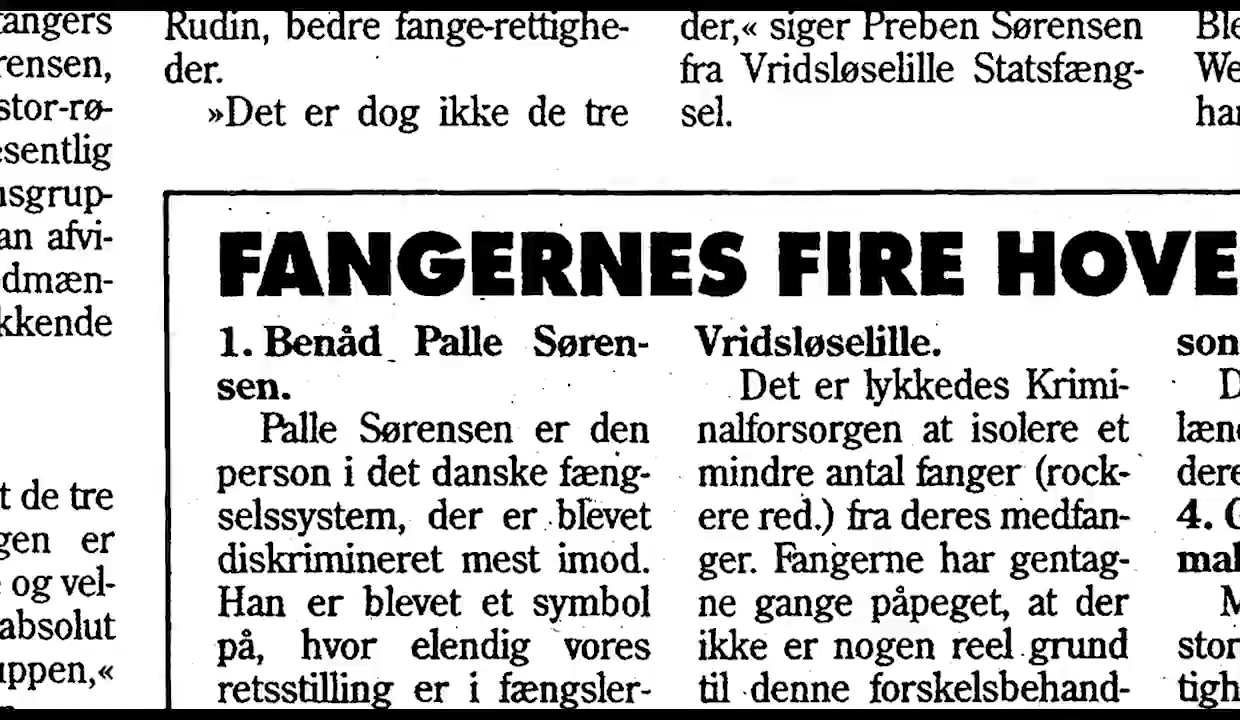 fangers
rensen,
stor-rø-
esentlig
nsgrup-
an afvi-
dmæn-
kkende
t de tre
gen er
e og vel-
absolut
uppen,«
Rudin, bedre fange-rettighe-
der.
»Det er dog ikke de tre
der,« siger Preben Sørensen
fra Vridsløselille Statsfæng-
sel.
Ble
We
har
FANGERNES FIRE HOVE
1. Benåd Palle Søren-
sen.
Palle Sørensen er den
person i det danske fæng-
selssystem, der er blevet
diskrimineret mest imod.
Han er blevet et symbol
på, hvor elendig vores
retsstilling er i fængsler-
Vridsløselille.
Det er lykkedes Krimi-
nalforsorgen at isolere et
mindre antal fanger (rock-
ere red.) fra deres medfan-
ger. Fangerne har gentag-
ne gange påpeget, at der
ikke er nogen reel grund
til denne forskelsbehand-
son
D
læn
dere
4. G
mal
M
stor
tigh